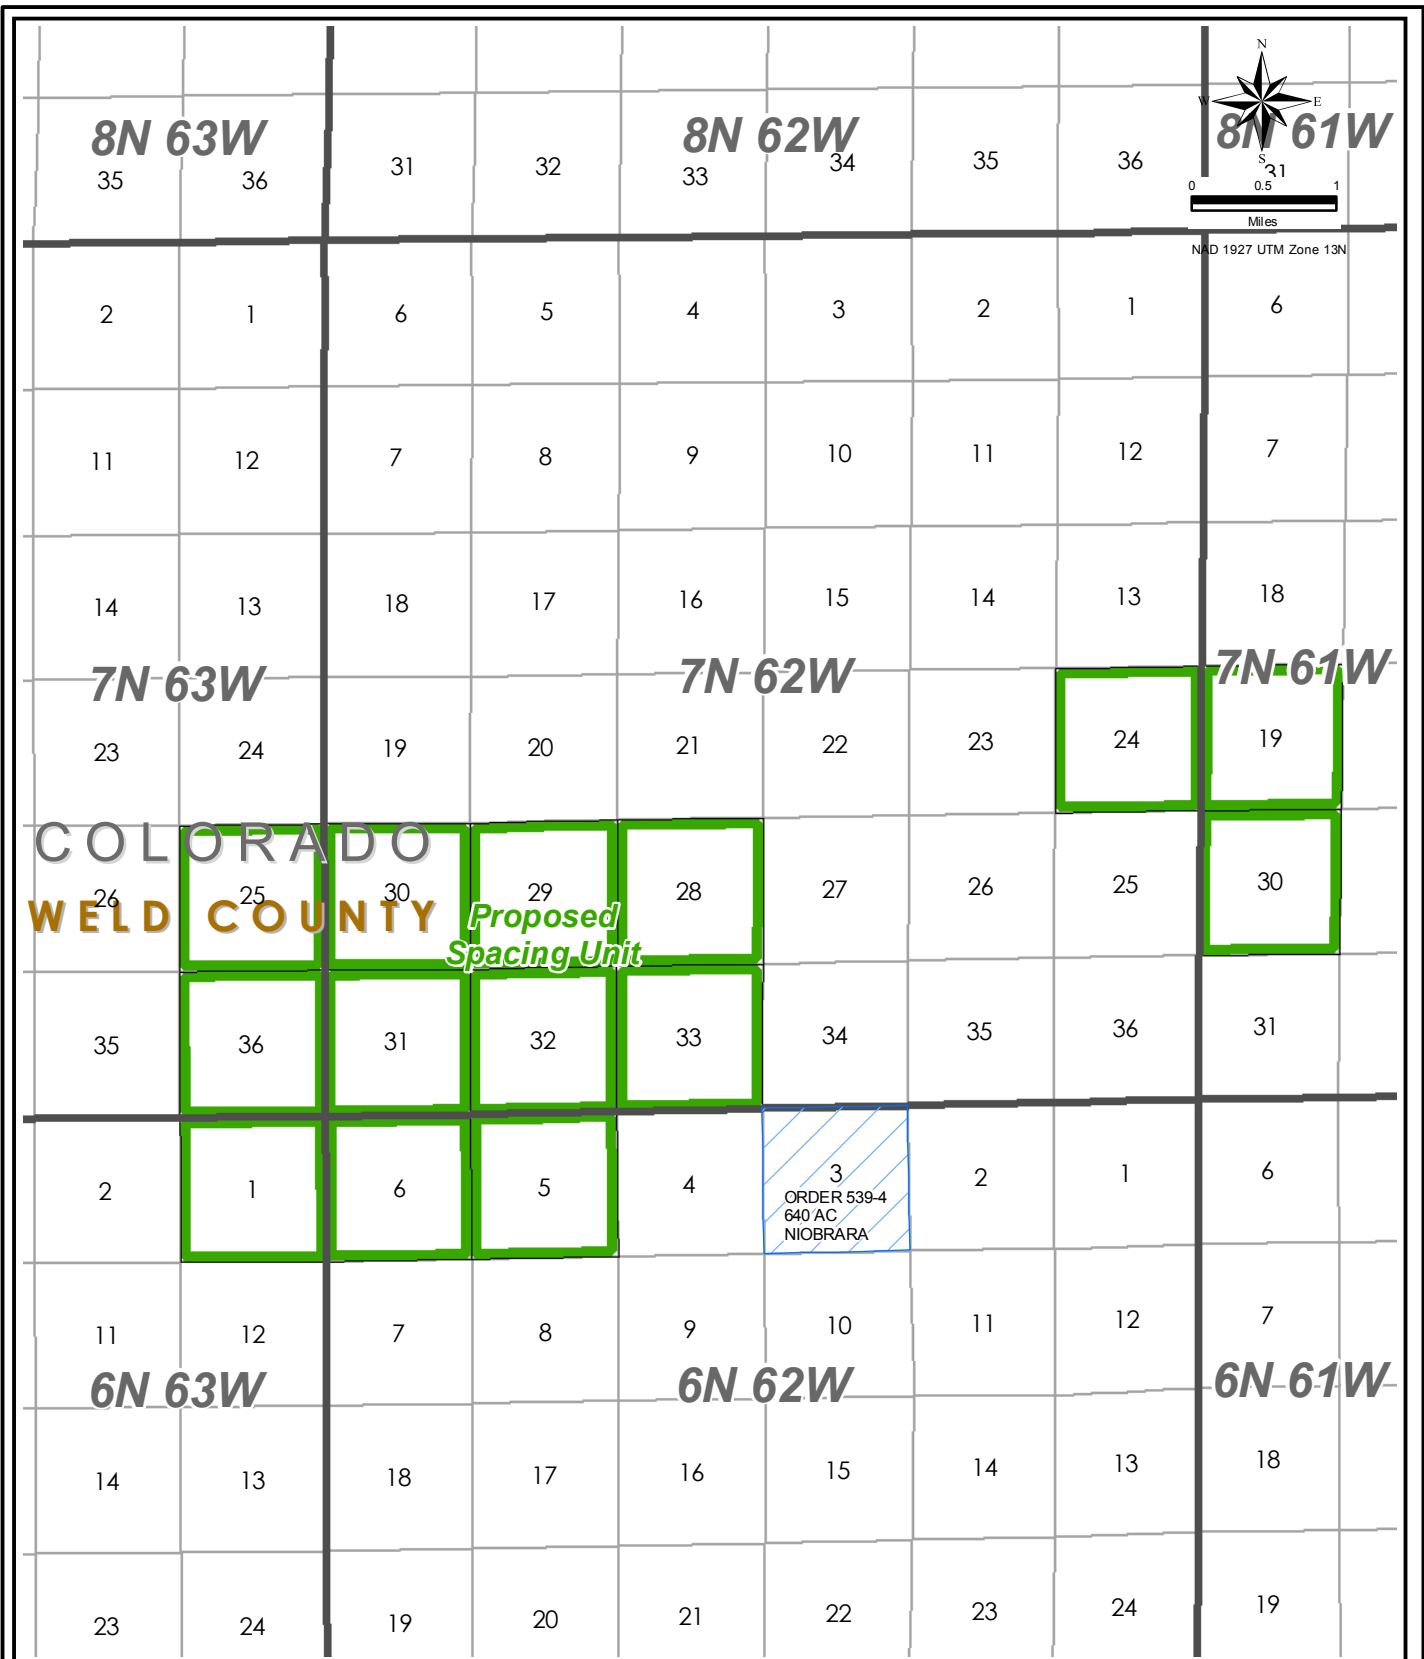 N
W E
S
8N 63W 8N 62W 8N 61W
35 36 31 32 33 34 35 36 31
0 0.5 1
Miles
NAD 1927 UTM Zone 13N
2 1 6 5 4 3 2 1 6
11 12 7 8 9 10 11 12 7
14 13 18 17 16 15 14 13 18
7N 63W 7N 62W 7N 61W
23 24 19 20 21 22 23 24 19
COLORADO
26 25 30 29 28 27 26 25 30
WELD COUNTY
Proposed
Spacing Unit
35 36 31 32 33 34 35 36 31
2 1 6 5 4 3 2 1 6
ORDER 539-4
640 AC
NIOBRARA
11 12 7 8 9 10 11 12 7
6N 63W 6N 62W 6N 61W
14 13 18 17 16 15 14 13 18
23 24 19 20 21 22 23 24 19